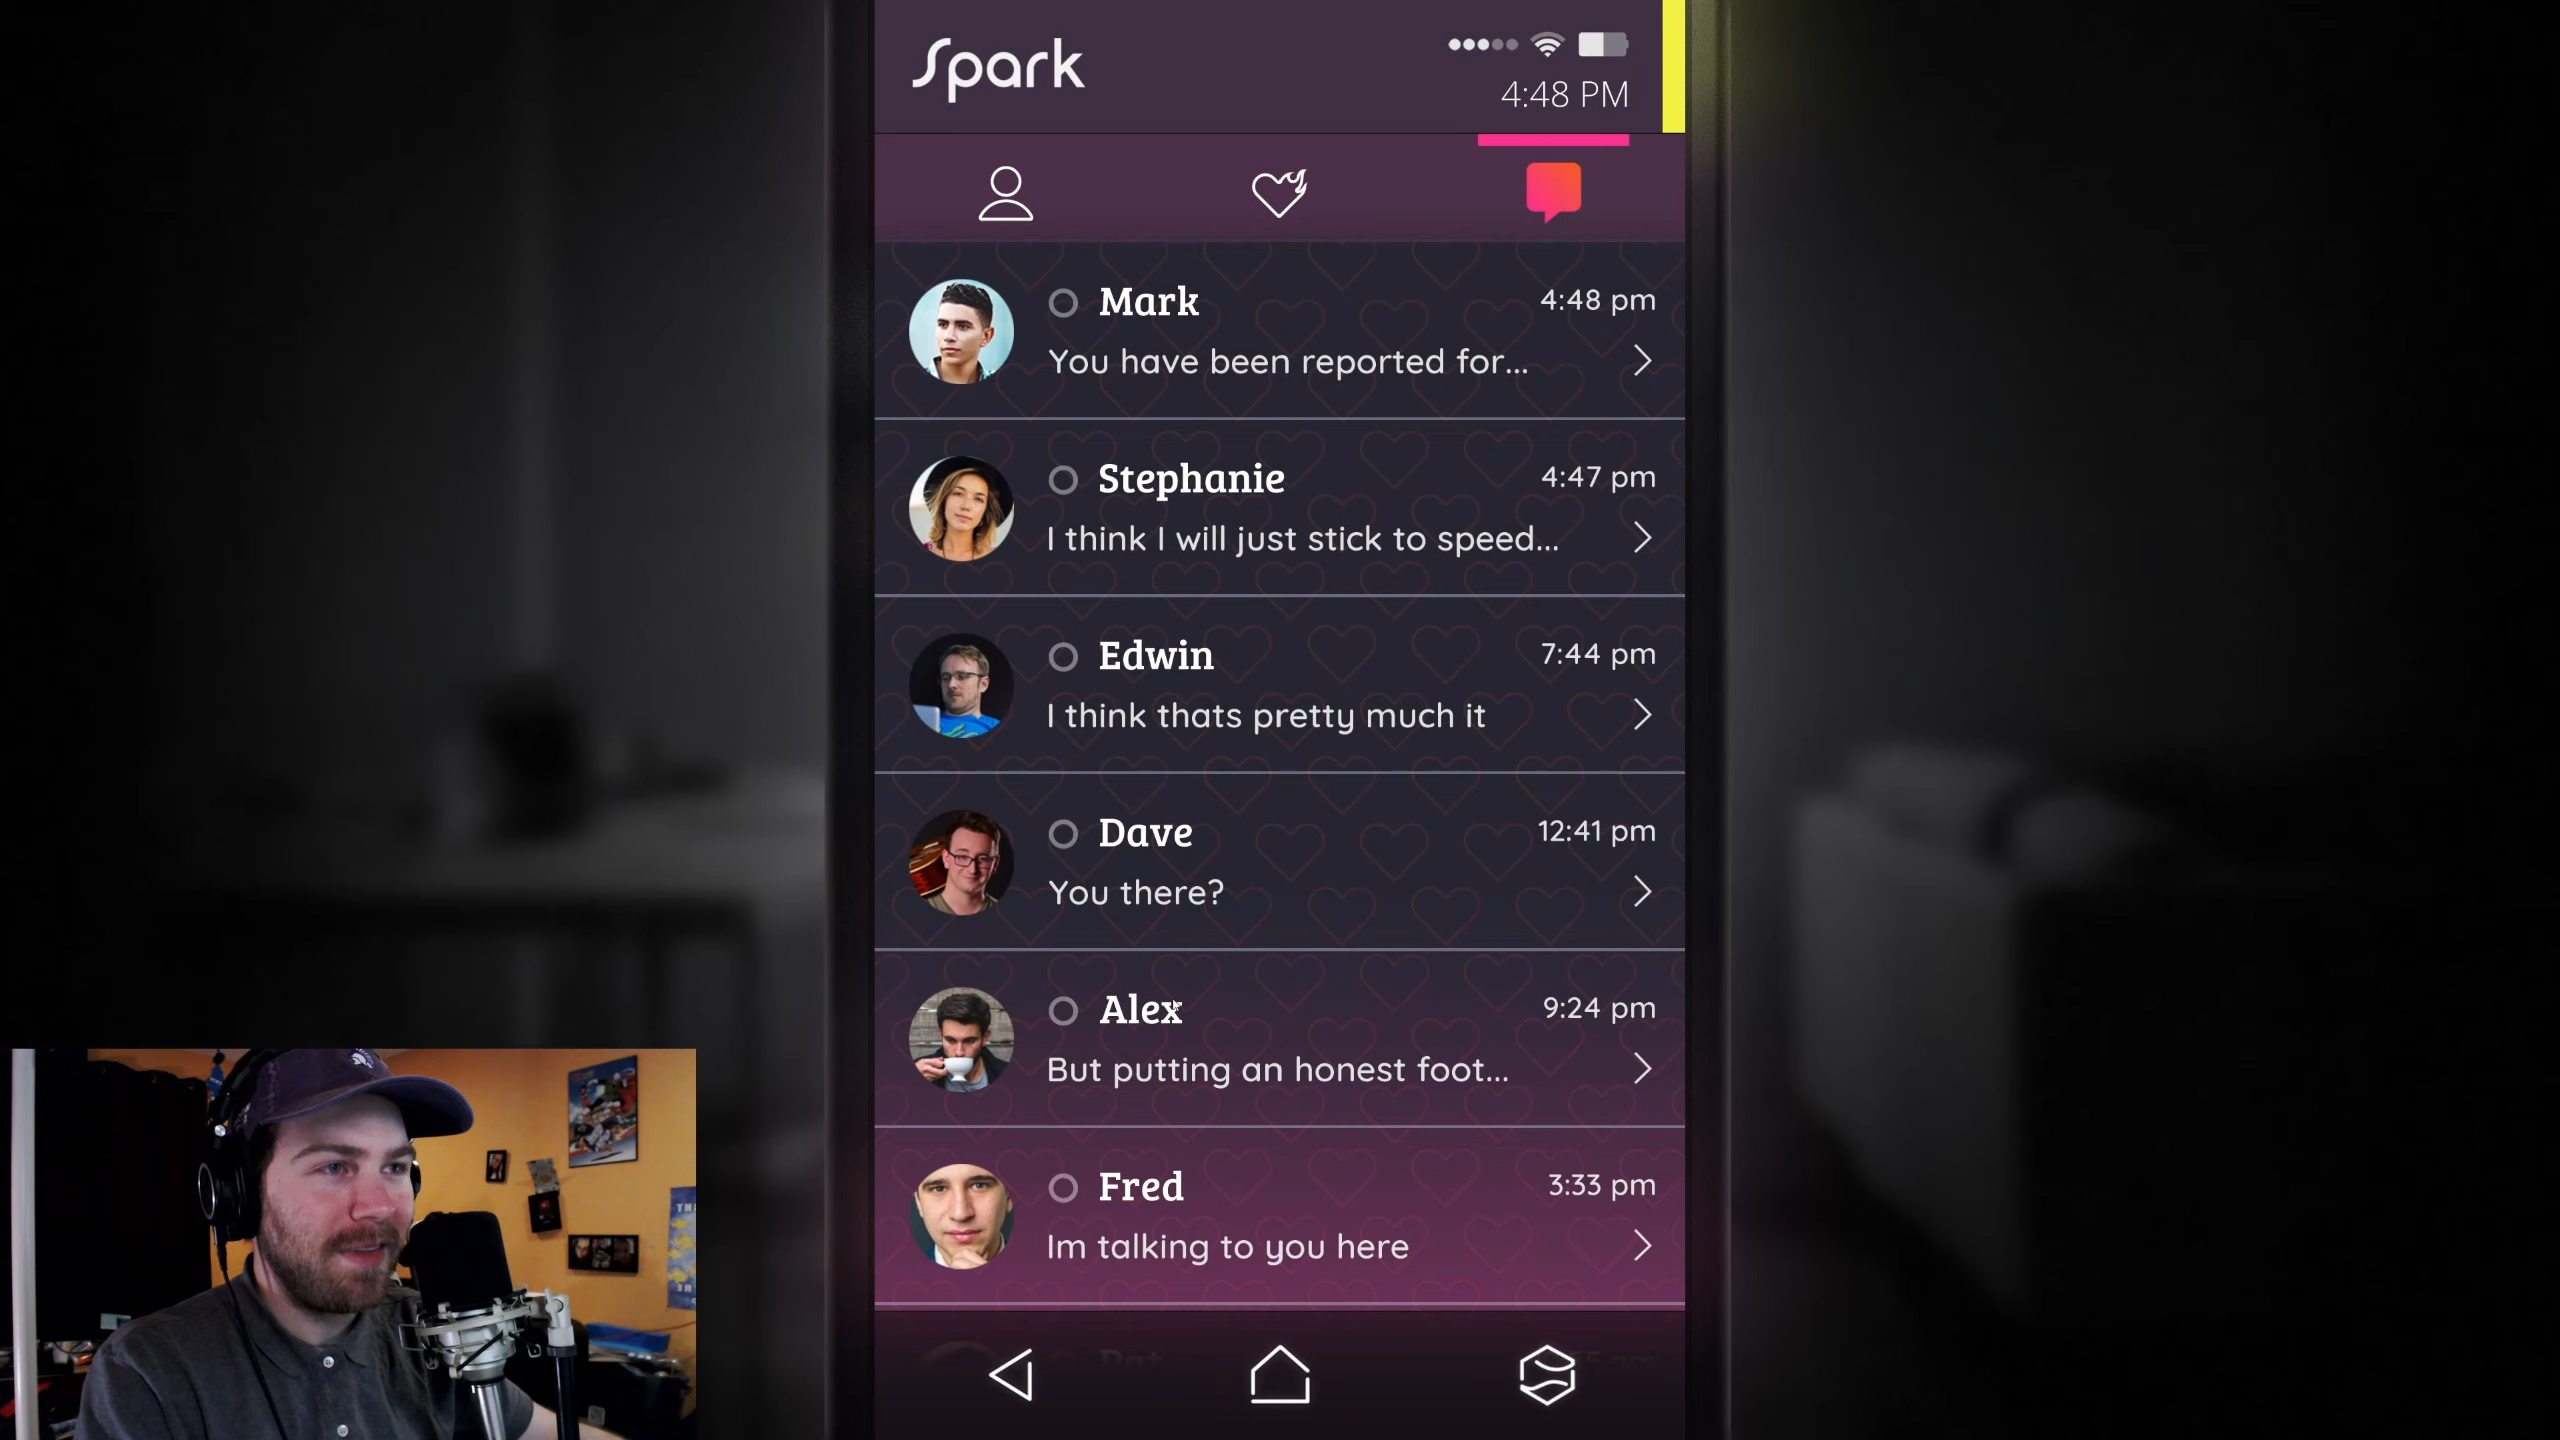 Spark
4:48 PM
Mark
4:48 pm
You have been reported for...
Stephanie
4:47 pm
I think I will just stick to speed...
Edwin
7:44 pm
I think thats pretty much it
Dave
12:41 pm
You there?
Alex
9:24 pm
But putting an honest foot...
Fred
3:33 pm
Im talking to you here